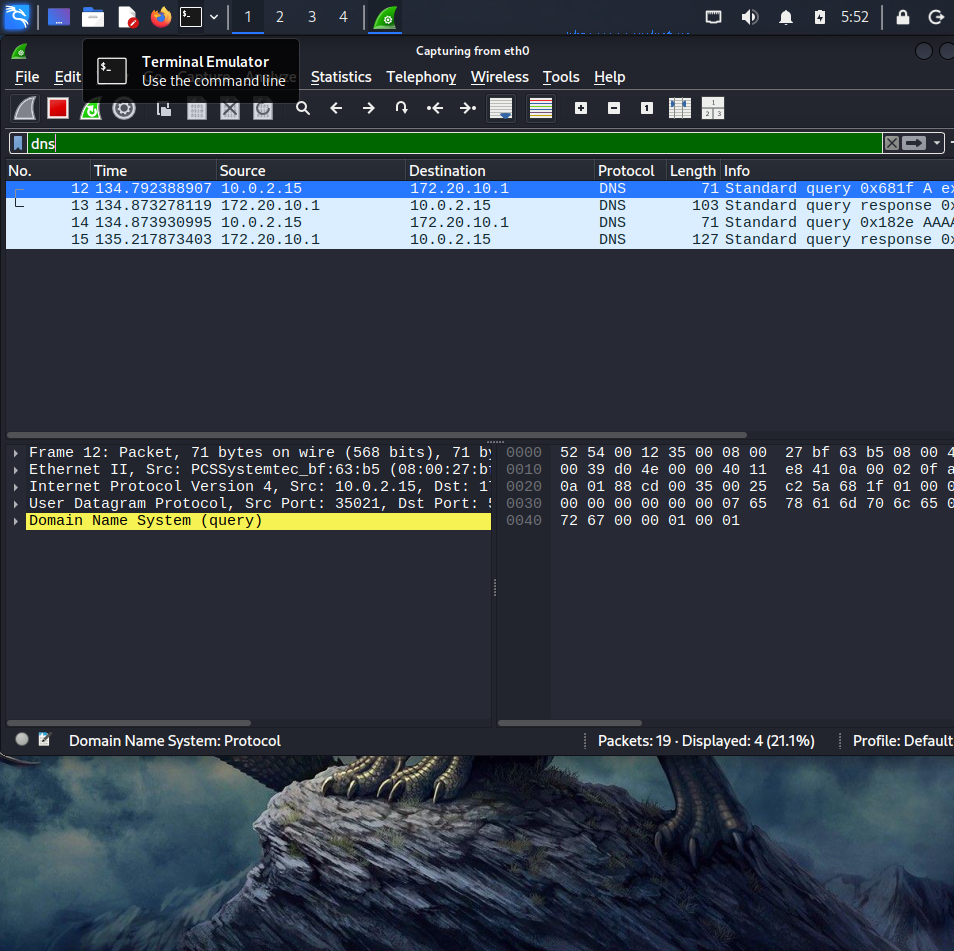 1 2 3 4 5:52
Capturing from eth0
Terminal Emulator
Use the command line
File Edit Statistics Telephony Wireless Tools Help
dns
No. Time Source Destination Protocol Length Info
12 134.792388907 10.0.2.15 172.20.10.1 DNS 71 Standard query 0x681f A ex
13 134.873278119 172.20.10.1 10.0.2.15 DNS 103 Standard query response 0x
14 134.873930995 10.0.2.15 172.20.10.1 DNS 71 Standard query 0x182e AAAA
15 135.217873403 172.20.10.1 10.0.2.15 DNS 127 Standard query response 0x
Frame 12: Packet, 71 bytes on wire (568 bits), 71 by
Ethernet II, Src: PCSSystemtec_bf:63:b5 (08:00:27:bf
Internet Protocol Version 4, Src: 10.0.2.15, Dst: 17
User Datagram Protocol, Src Port: 35021, Dst Port: 5
Domain Name System (query)
0000 52 54 00 12 35 00 08 00 27 bf 63 b5 08 00 4
0010 00 39 d0 4e 00 00 40 11 e8 41 0a 00 02 0f a
0020 0a 01 88 cd 00 35 00 25 c2 5a 68 1f 01 00 0
0030 00 00 00 00 00 00 07 65 78 61 6d 70 6c 65 0
0040 72 67 00 00 01 00 01
Domain Name System: Protocol Packets: 19 · Displayed: 4 (21.1%) Profile: Default